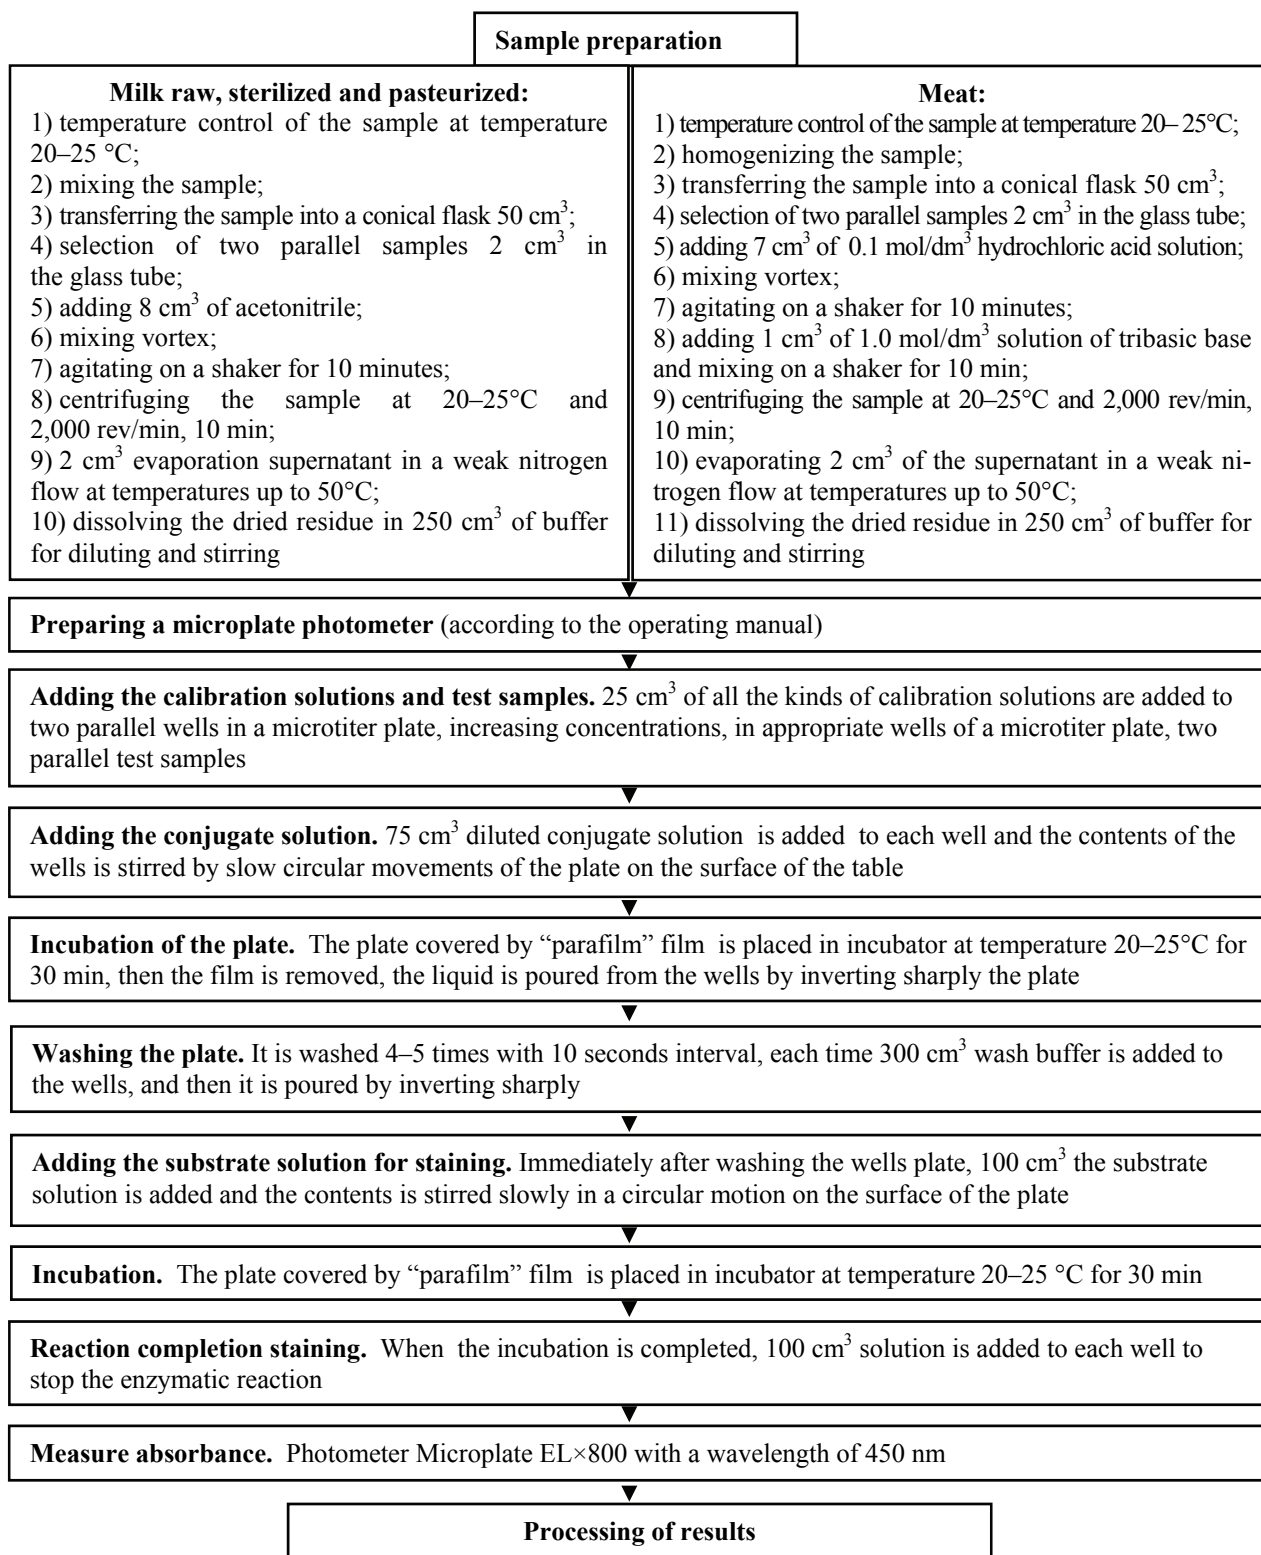 Sample preparation
Milk raw, sterilized and pasteurized:
1) temperature control of the sample at temperature
20–25 °C;
2) mixing the sample;
3) transferring the sample into a conical flask 50 cm³;
4) selection of two parallel samples 2 cm³ in
the glass tube;
5) adding 8 cm³ of acetonitrile;
6) mixing vortex;
7) agitating on a shaker for 10 minutes;
8) centrifuging the sample at 20–25°C and
2,000 rev/min, 10 min;
9) 2 cm³ evaporation supernatant in a weak nitrogen
flow at temperatures up to 50°C;
10) dissolving the dried residue in 250 cm³ of buffer
for diluting and stirring
Meat:
1) temperature control of the sample at temperature 20– 25°C;
2) homogenizing the sample;
3) transferring the sample into a conical flask 50 cm³;
4) selection of two parallel samples 2 cm³ in the glass tube;
5) adding 7 cm³ of 0.1 mol/dm³ hydrochloric acid solution;
6) mixing vortex;
7) agitating on a shaker for 10 minutes;
8) adding 1 cm³ of 1.0 mol/dm³ solution of tribasic base
and mixing on a shaker for 10 min;
9) centrifuging the sample at 20–25°C and 2,000 rev/min,
10 min;
10) evaporating 2 cm³ of the supernatant in a weak ni-
trogen flow at temperatures up to 50°C;
11) dissolving the dried residue in 250 cm³ of buffer for
diluting and stirring
Preparing a microplate photometer (according to the operating manual)
Adding the calibration solutions and test samples. 25 cm³ of all the kinds of calibration solutions are added to
two parallel wells in a microtiter plate, increasing concentrations, in appropriate wells of a microtiter plate, two
parallel test samples
Adding the conjugate solution. 75 cm³ diluted conjugate solution is added to each well and the contents of the
wells is stirred by slow circular movements of the plate on the surface of the table
Incubation of the plate. The plate covered by “parafilm” film is placed in incubator at temperature 20–25°C for
30 min, then the film is removed, the liquid is poured from the wells by inverting sharply the plate
Washing the plate. It is washed 4–5 times with 10 seconds interval, each time 300 cm³ wash buffer is added to
the wells, and then it is poured by inverting sharply
Adding the substrate solution for staining. Immediately after washing the wells plate, 100 cm³ the substrate
solution is added and the contents is stirred slowly in a circular motion on the surface of the plate
Incubation. The plate covered by “parafilm” film is placed in incubator at temperature 20–25 °C for 30 min
Reaction completion staining. When the incubation is completed, 100 cm³ solution is added to each well to
stop the enzymatic reaction
Measure absorbance. Photometer Microplate EL×800 with a wavelength of 450 nm
Processing of results